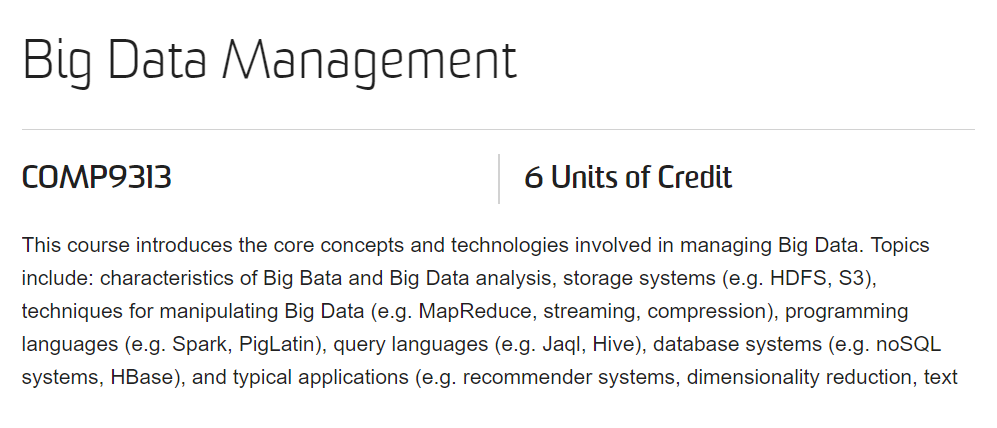 Big Data Management
COMP9313
6 Units of Credit
This course introduces the core concepts and technologies involved in managing Big Data. Topics
include: characteristics of Big Bata and Big Data analysis, storage systems (e.g. HDFS, S3),
techniques for manipulating Big Data (e.g. MapReduce, streaming, compression), programming
languages (e.g. Spark, PigLatin), query languages (e.g. Jaql, Hive), database systems (e.g. noSQL
systems, HBase), and typical applications (e.g. recommender systems, dimensionality reduction, text